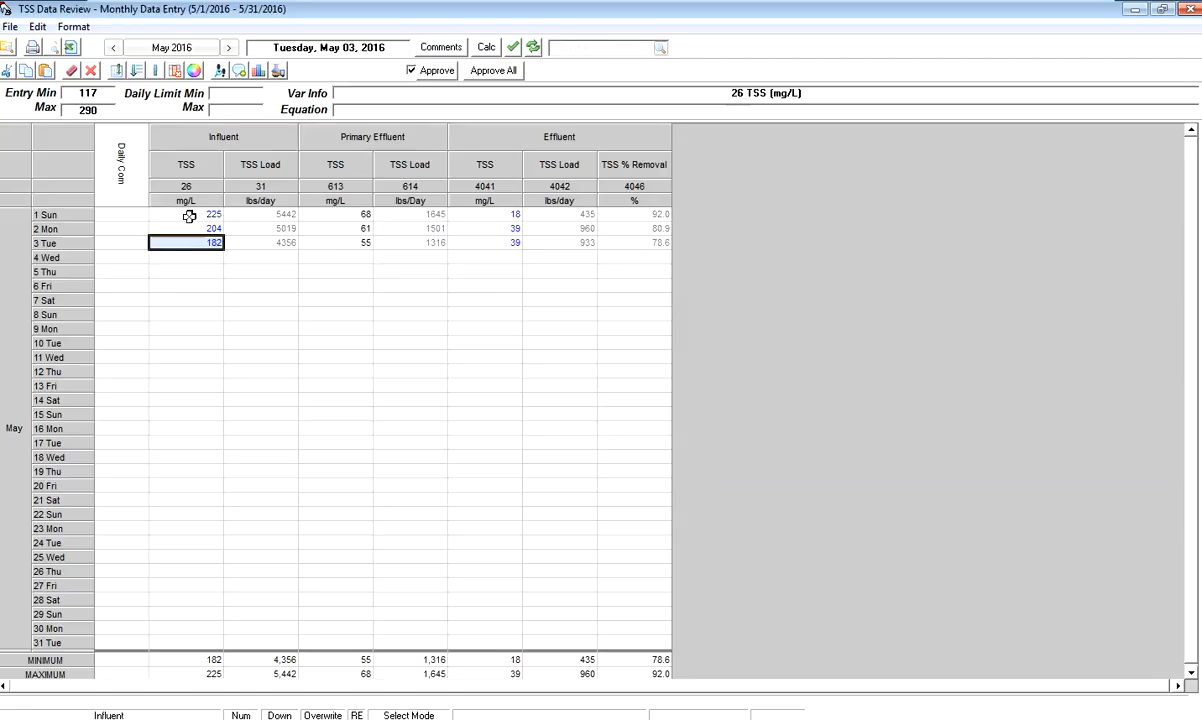 TSS Data Review - Monthly Data Entry (5/1/2016 - 5/31/2016)
File Edit Format
< May 2016 > Tuesday, May 03, 2016 Comments Calc
Approve Approve All
Entry Min 117 Daily Limit Min Var Info 26 TSS (mg/L)
Max 290 Max Equation
Daily Com
Influent Primary Effluent Effluent
TSS TSS Load TSS TSS Load TSS TSS Load TSS % Removal
26 31 613 614 4041 4042 4046
mg/L lbs/day mg/L lbs/Day mg/L lbs/day %
1 Sun 225 5442 68 1645 18 435 92.0
2 Mon 204 5019 61 1501 39 960 80.9
3 Tue 182 4356 55 1316 39 933 78.6
4 Wed
5 Thu
6 Fri
7 Sat
8 Sun
9 Mon
10 Tue
11 Wed
12 Thu
13 Fri
14 Sat
15 Sun
May 16 Mon
17 Tue
18 Wed
19 Thu
20 Fri
21 Sat
22 Sun
23 Mon
24 Tue
25 Wed
26 Thu
27 Fri
28 Sat
29 Sun
30 Mon
31 Tue
MINIMUM 182 4,356 55 1,316 18 435 78.6
MAXIMUM 225 5,442 68 1,645 39 960 92.0
Influent Num Down Overwrite RE Select Mode